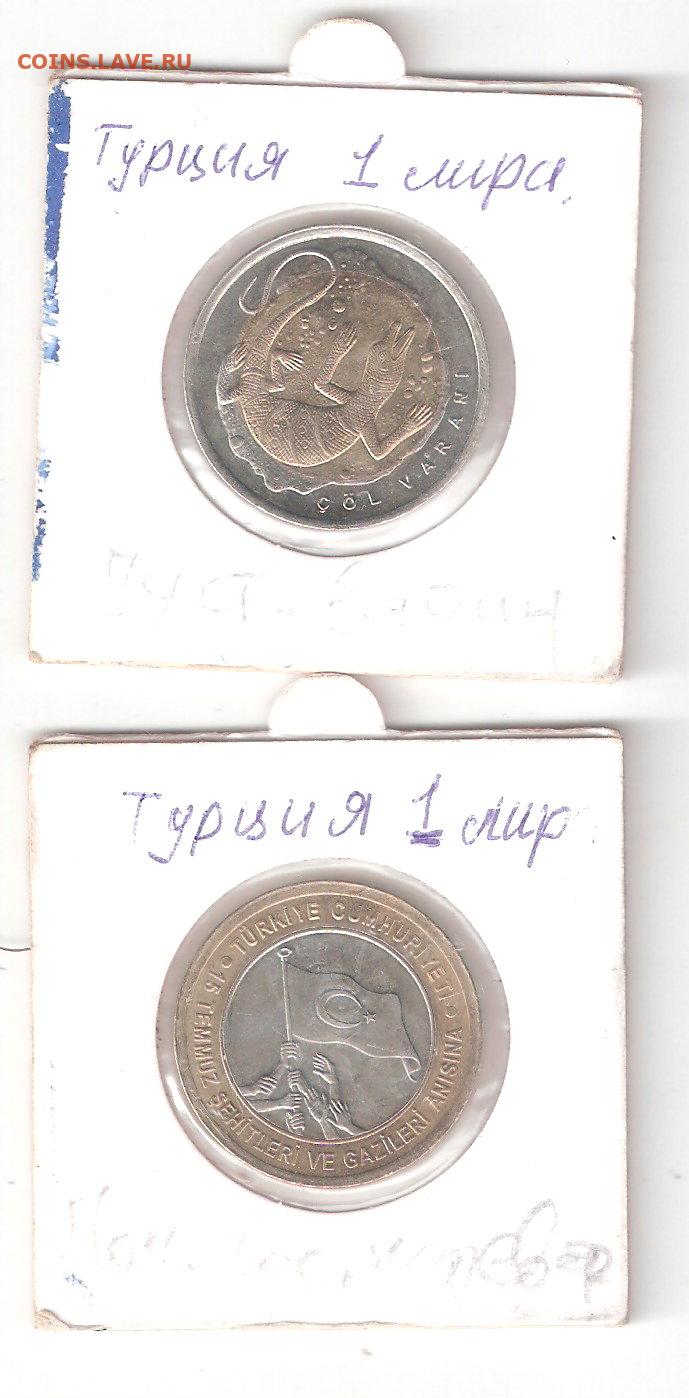 COINS.LAVE.RU
Турция 1 лира.
ÇÖL VARANI
Турция 1 лир
TÜRKİYE CUMHURİYETİ
15 TEMMUZ ŞEHİTLERİ VE GAZİLERİ ANISINA